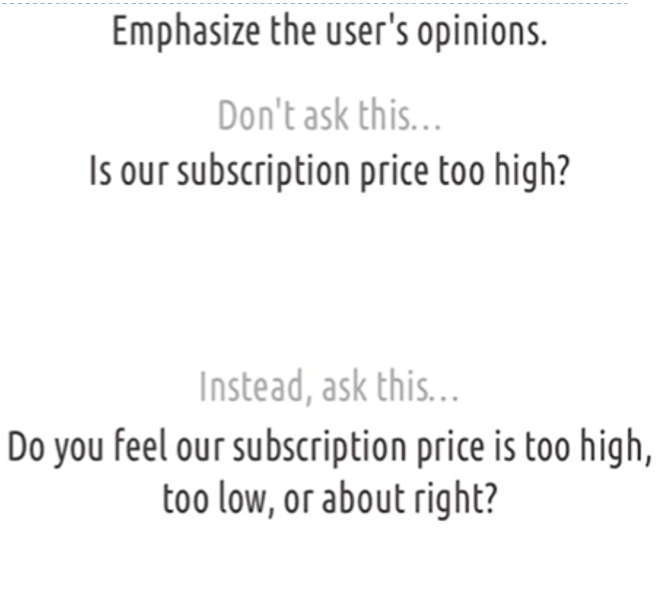 Emphasize the user's opinions.
Don't ask this...
Is our subscription price too high?
Instead, ask this...
Do you feel our subscription price is too high,
too low, or about right?